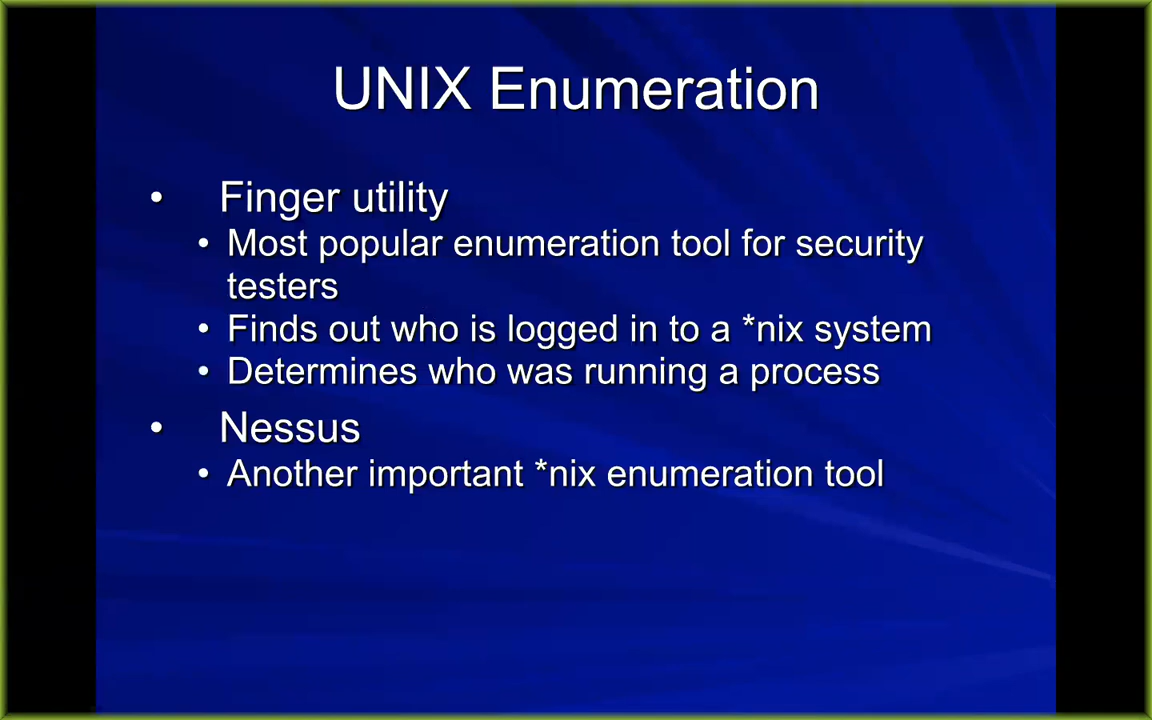 UNIX Enumeration
• Finger utility
• Most popular enumeration tool for security
testers
• Finds out who is logged in to a *nix system
• Determines who was running a process
• Nessus
• Another important *nix enumeration tool